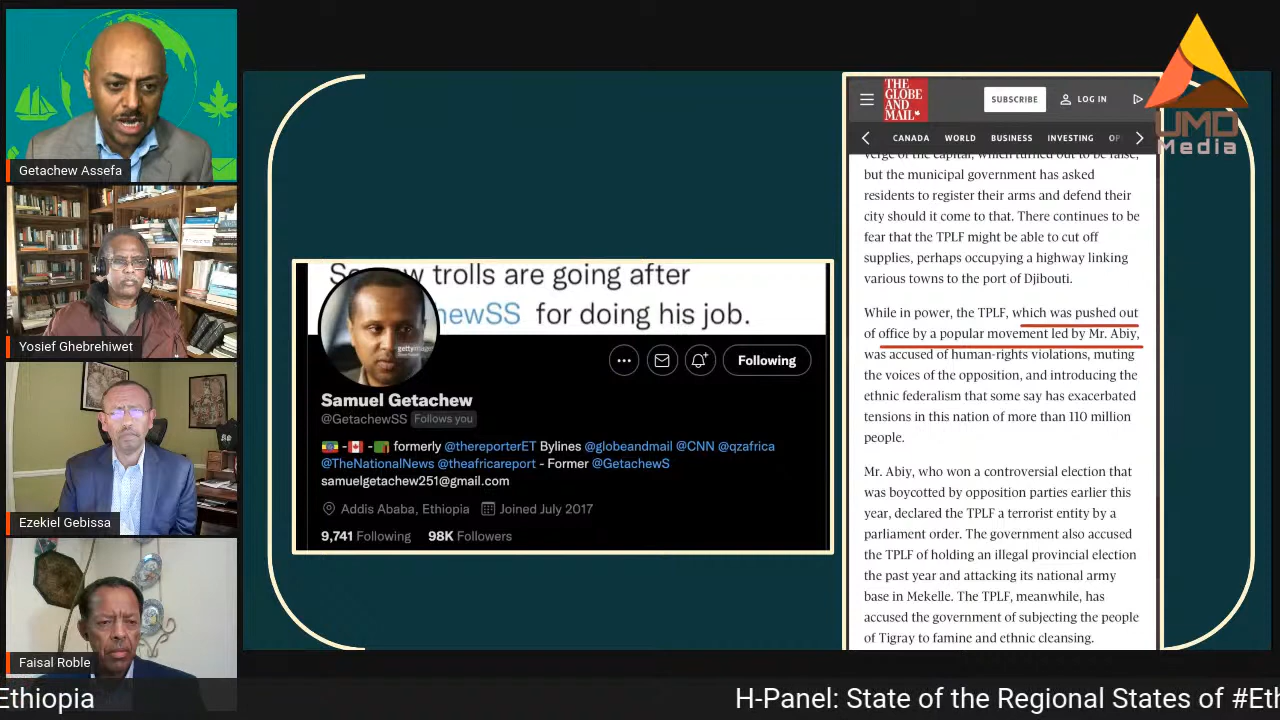 Getachew Assefa
Yosief Ghebrehiwet
Ezekiel Gebissa
Faisal Roble
trolls are going after
for doing his job.
gettyimages
Following
Samuel Getachew
@GetachewSS Follows you
formerly @thereporterET Bylines @globeandmail @CNN @qzafrica
@TheNationalNews @theafricareport - Former @GetachewS
samuelgetachew251@gmail.com
Addis Ababa, Ethiopia Joined July 2017
9,741 Following 98K Followers
THE
GLOBE
AND
MAIL
SUBSCRIBE LOG IN
CANADA WORLD BUSINESS INVESTING OP
verge of the capital, which turned out to be false,
but the municipal government has asked
residents to register their arms and defend their
city should it come to that. There continues to be
fear that the TPLF might be able to cut off
supplies, perhaps occupying a highway linking
various towns to the port of Djibouti.
While in power, the TPLF, which was pushed out
of office by a popular movement led by Mr. Abiy,
was accused of human-rights violations, muting
the voices of the opposition, and introducing the
ethnic federalism that some say has exacerbated
tensions in this nation of more than 110 million
people.
Mr. Abiy, who won a controversial election that
was boycotted by opposition parties earlier this
year, declared the TPLF a terrorist entity by a
parliament order. The government also accused
the TPLF of holding an illegal provincial election
the past year and attacking its national army
base in Mekelle. The TPLF, meanwhile, has
accused the government of subjecting the people
of Tigray to famine and ethnic cleansing.
UMD
Media
Ethiopia H-Panel: State of the Regional States of #Eth